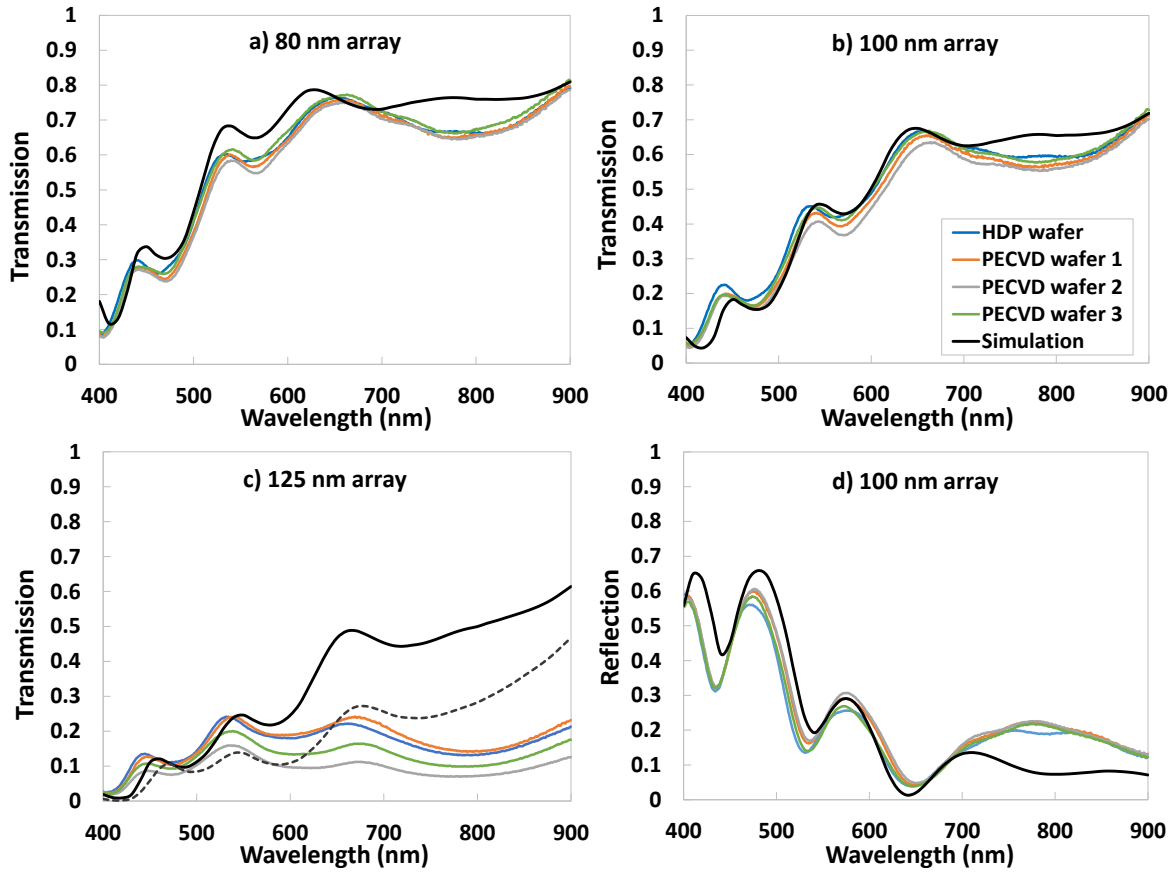 a) 80 nm array
Transmission
1
0.9
0.8
0.7
0.6
0.5
0.4
0.3
0.2
0.1
0
400 500 600 700 800 900
Wavelength (nm)
b) 100 nm array
Transmission
1
0.9
0.8
0.7
0.6
0.5
0.4
0.3
0.2
0.1
0
HDP wafer
PECVD wafer 1
PECVD wafer 2
PECVD wafer 3
Simulation
400 500 600 700 800 900
Wavelength (nm)
c) 125 nm array
Transmission
1
0.9
0.8
0.7
0.6
0.5
0.4
0.3
0.2
0.1
0
400 500 600 700 800 900
Wavelength (nm)
d) 100 nm array
Reflection
1
0.9
0.8
0.7
0.6
0.5
0.4
0.3
0.2
0.1
0
400 500 600 700 800 900
Wavelength (nm)